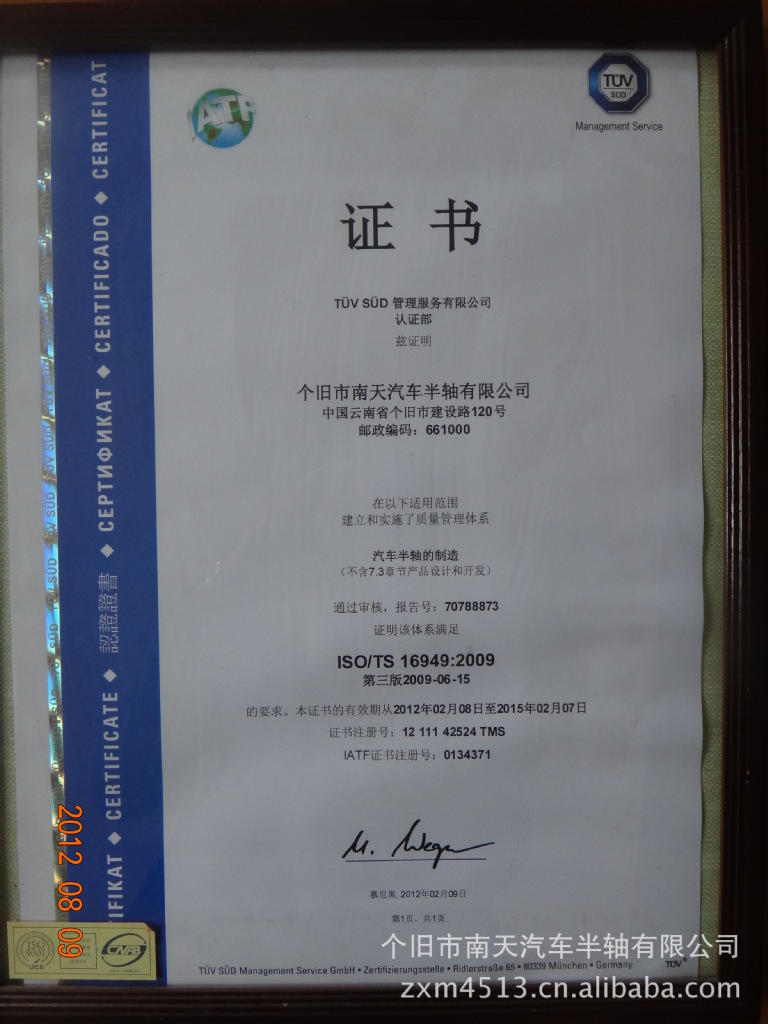 IATF
TÜV
SÜD
Management Service
CERTIFICAT
CERTIFICADO
СЕРТИФИКАТ
認證證書
CERTIFICATE
TIFIKAT
证 书
TÜV SÜD 管理服务有限公司
认证部
兹证明
个旧市南天汽车半轴有限公司
中国云南省个旧市建设路120号
邮政编码：661000
在以下适用范围
建立和实施了质量管理体系
汽车半轴的制造
（不含7.3章节产品设计和开发）
通过审核，报告号：70788873
证明该体系满足
ISO/TS 16949:2009
第三版2009-06-15
的要求。本证书的有效期从2012年02月08日至2015年02月07日
证书注册号：12 111 42524 TMS
IATF证书注册号：0134371
慕尼黑, 2012年02月09日
第1页，共1页
TÜV SÜD Management Service GmbH • Zertifizierungsstelle • Ridlerstraße 65 • 80339 München • Germany
TÜV®
2012 08 09
ISO
9001
UCS
CNAB
个旧市南天汽车半轴有限公司
zxm4513.cn.alibaba.com